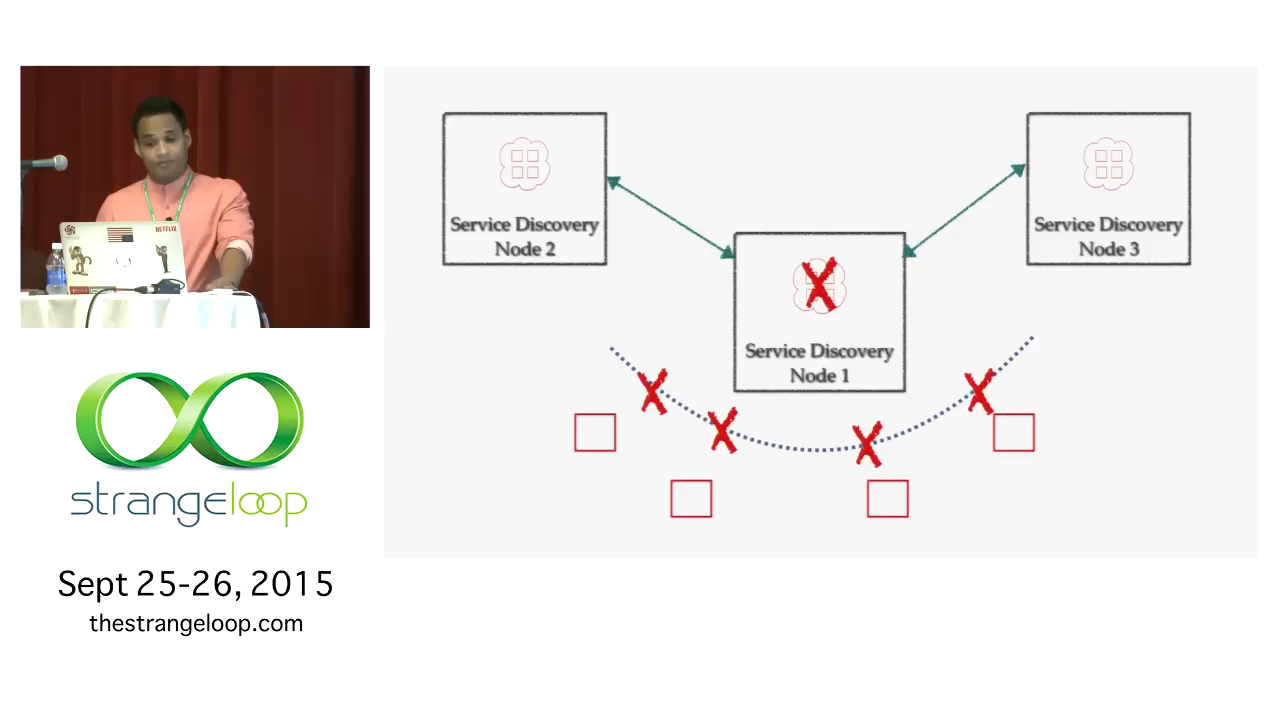 NETFLIX
Service Discovery
Node 2
Service Discovery
Node 3
Service Discovery
Node 1
strangeloop
Sept 25-26, 2015
thestrangeloop.com